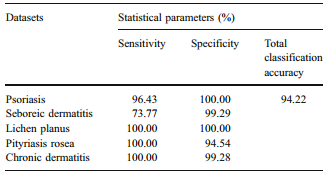 Datasets Statistical parameters (%)
Sensitivity Specificity Total
classification
accuracy
Psoriasis 96.43 100.00 94.22
Seboreic dermatitis 73.77 99.29
Lichen planus 100.00 100.00
Pityriasis rosea 100.00 94.54
Chronic dermatitis 100.00 99.28